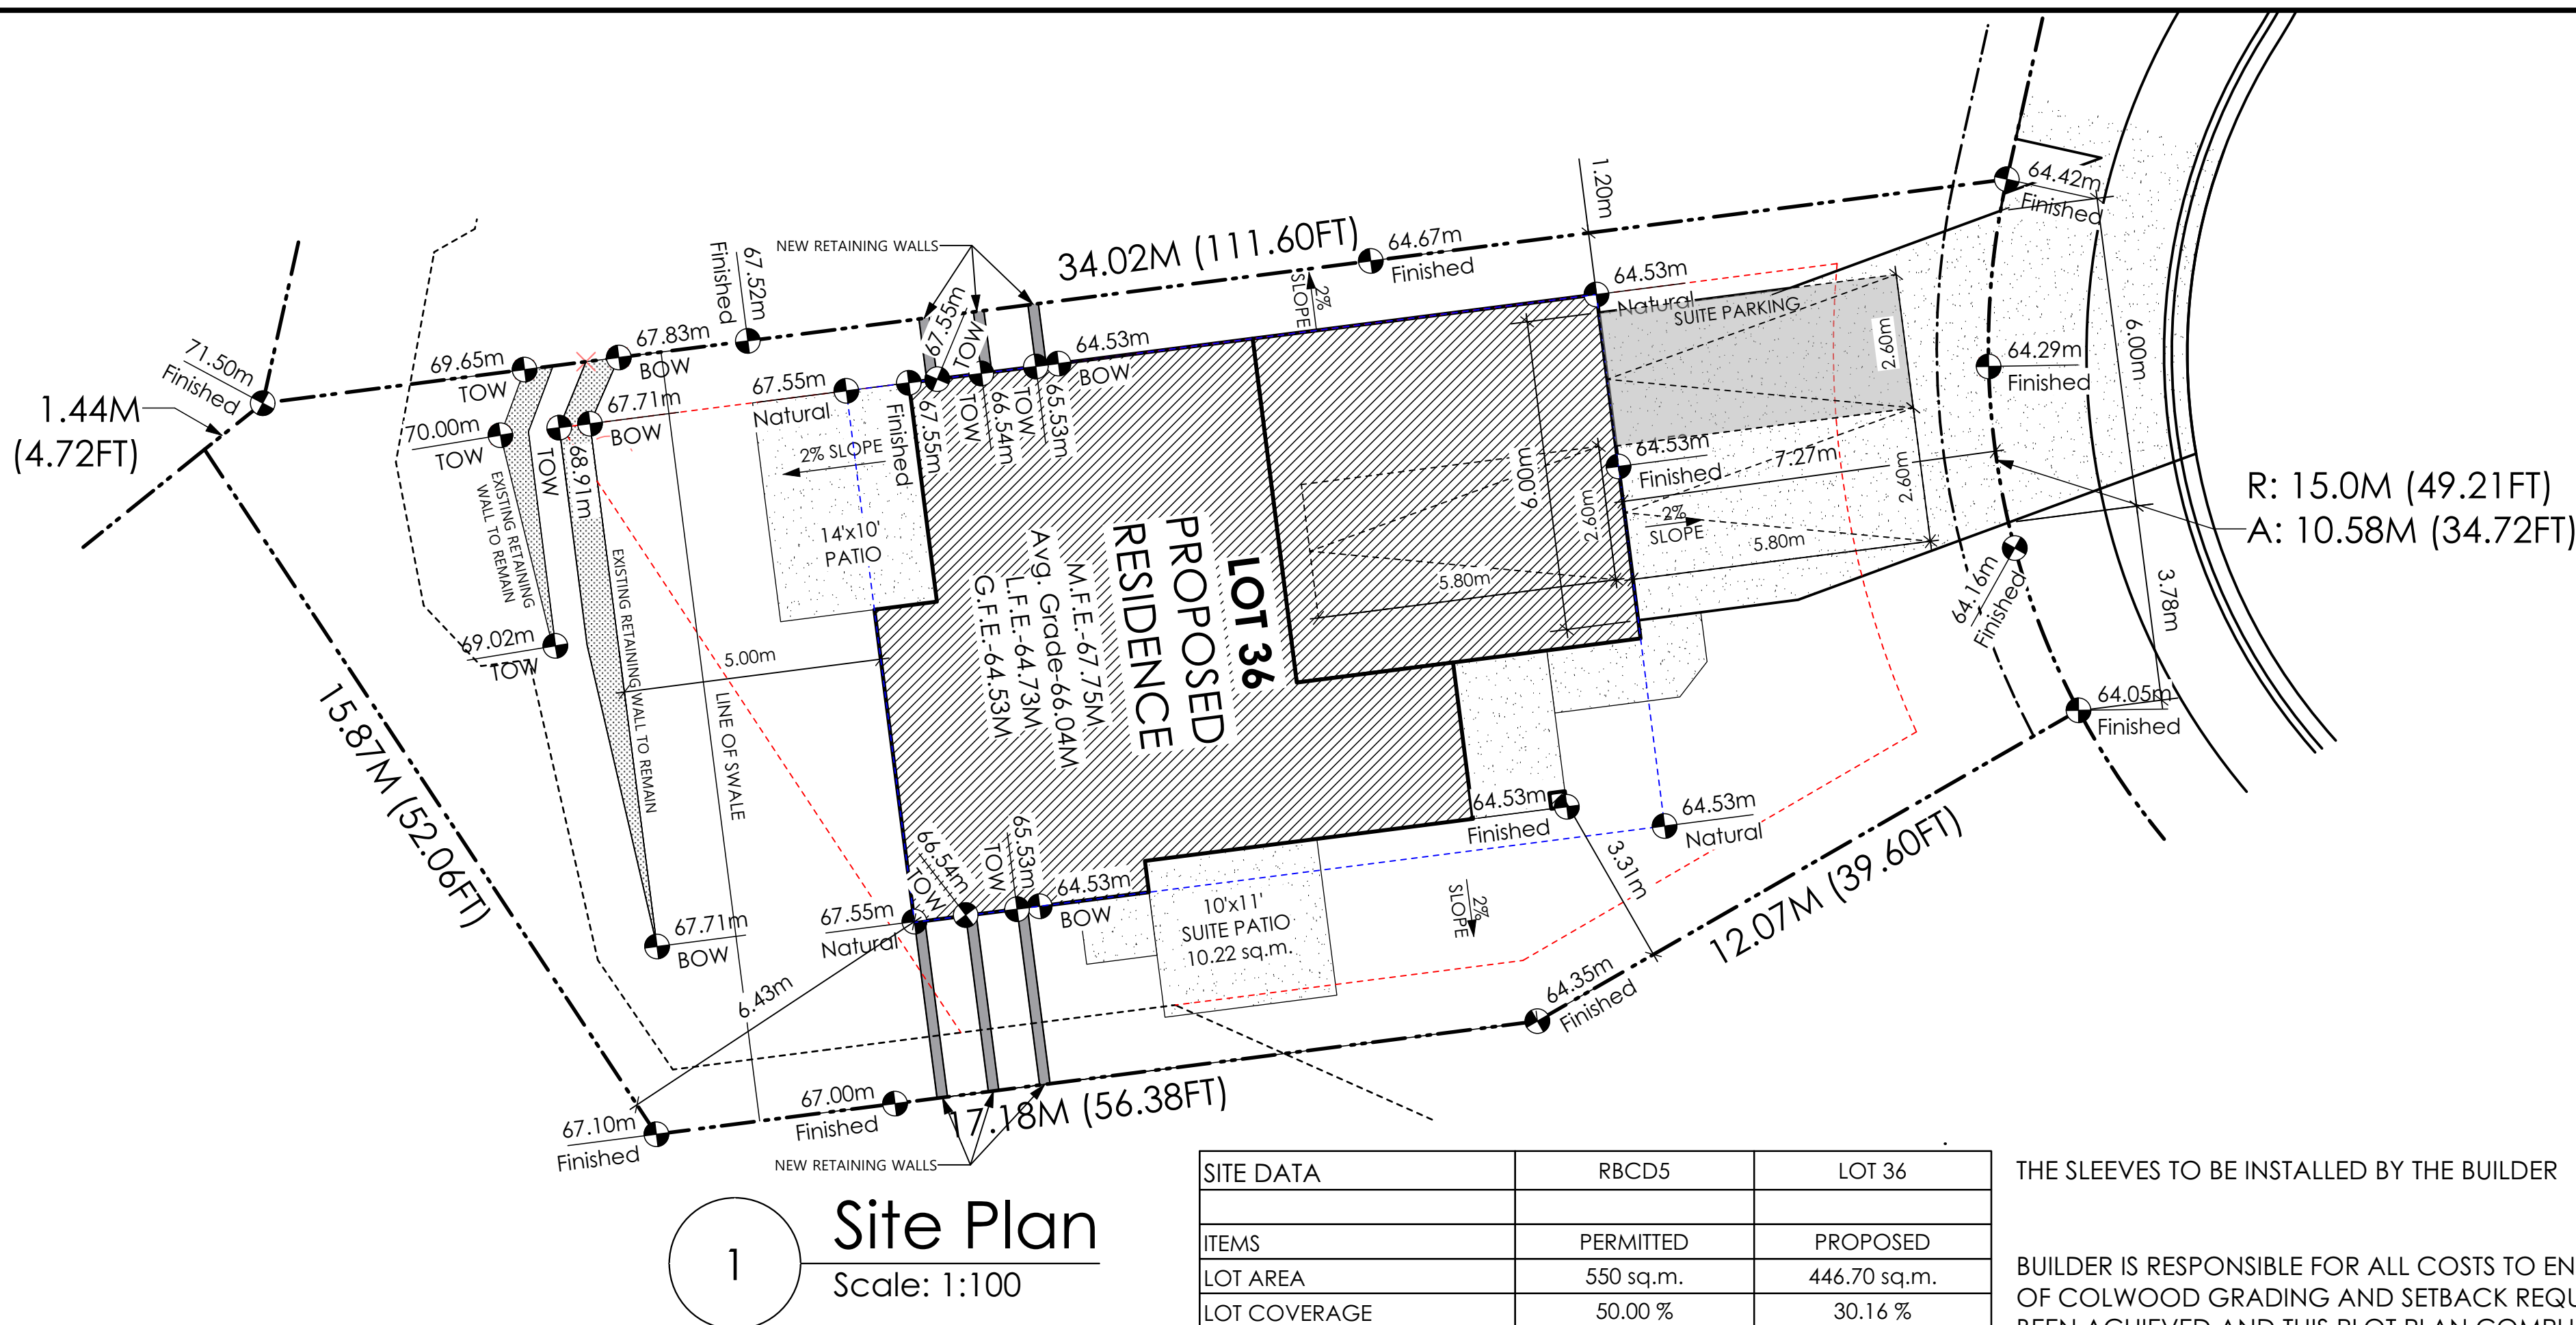 1.20m
64.42m
Finished
NEW RETAINING WALLS
34.02M (111.60FT)
64.67m
Finished
2%
SLOPE
64.53m
Natural
SUITE PARKING
2.60m
6.00m
64.29m
Finished
67.52m
Finished
67.83m
BOW
69.65m
TOW
71.50m
Finished
1.44M
(4.72FT)
67.55m
TOW
64.53m
BOW
67.55m
Natural
67.71m
BOW
70.00m
TOW
TOW
68.91m
Finished
67.55m
TOW
66.54m
TOW
65.53m
2% SLOPE
14'x10'
PATIO
EXISTING RETAINING
WALL TO REMAIN
EXISTING RETAINING WALL TO REMAIN
69.02m
TOW
5.00m
LINE OF SWALE
LOT 36
PROPOSED
RESIDENCE
M.F.E.-67.75M
Avg. Grade-66.04M
L.F.E.-64.73M
G.F.E.-64.53M
6.00m
2.60m
5.80m
64.53m
Finished
7.27m
2.60m
2%
SLOPE
5.80m
R: 15.0M (49.21FT)
A: 10.58M (34.72FT)
64.16m
Finished
3.78m
64.05m
Finished
15.87M (52.06FT)
67.71m
BOW
6.43m
67.55m
Natural
66.54m
TOW
65.53m
TOW
64.53m
BOW
64.53m
Finished
64.53m
Natural
3.31m
12.07M (39.60FT)
10'x11'
SUITE PATIO
10.22 sq.m.
2%
SLOPE
64.35m
Finished
67.10m
Finished
67.00m
Finished
17.18M (56.38FT)
NEW RETAINING WALLS
1
Site Plan
Scale: 1:100
SITE DATA RBCD5 LOT 36
ITEMS PERMITTED PROPOSED
LOT AREA 550 sq.m. 446.70 sq.m.
LOT COVERAGE 50.00 % 30.16 %
THE SLEEVES TO BE INSTALLED BY THE BUILDER
BUILDER IS RESPONSIBLE FOR ALL COSTS TO EN
OF COLWOOD GRADING AND SETBACK REQU
BEEN ACHIEVED AND THIS PLOT PLAN COMPLI